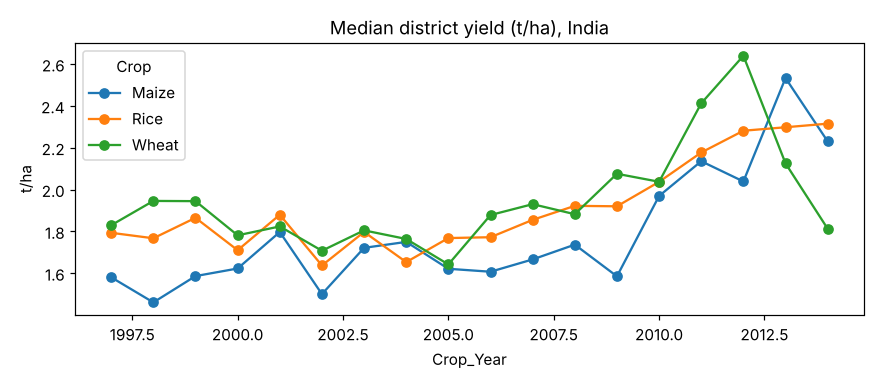 Median district yield (t/ha), India
Crop
Maize
Rice
Wheat
t/ha
2.6
2.4
2.2
2.0
1.8
1.6
1997.5 2000.0 2002.5 2005.0 2007.5 2010.0 2012.5
Crop_Year